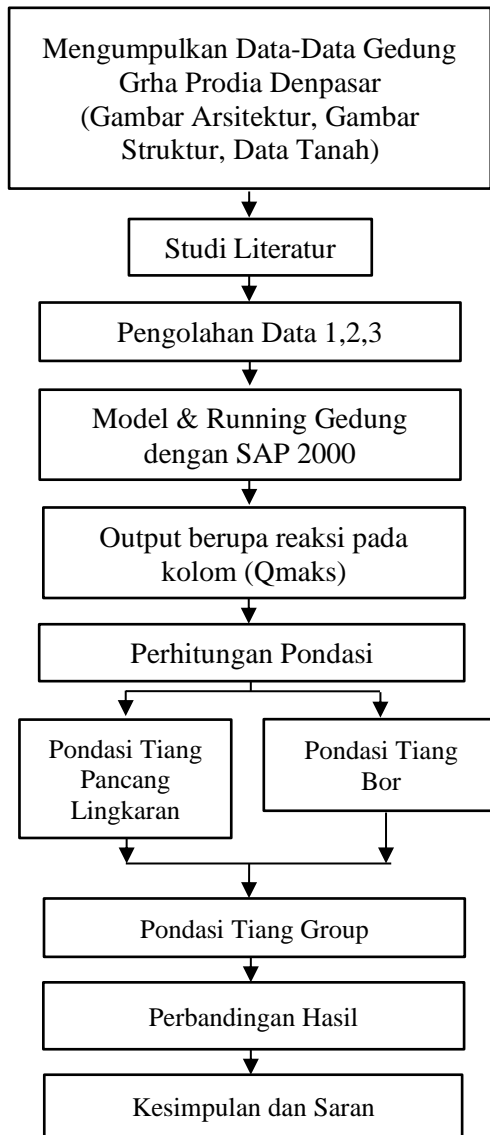 Mengumpulkan Data-Data Gedung
Grha Prodia Denpasar
(Gambar Arsitektur, Gambar
Struktur, Data Tanah)
Studi Literatur
Pengolahan Data 1,2,3
Model & Running Gedung
dengan SAP 2000
Output berupa reaksi pada
kolom (Qmaks)
Perhitungan Pondasi
Pondasi Tiang
Pancang
Lingkaran
Pondasi Tiang
Bor
Pondasi Tiang Group
Perbandingan Hasil
Kesimpulan dan Saran